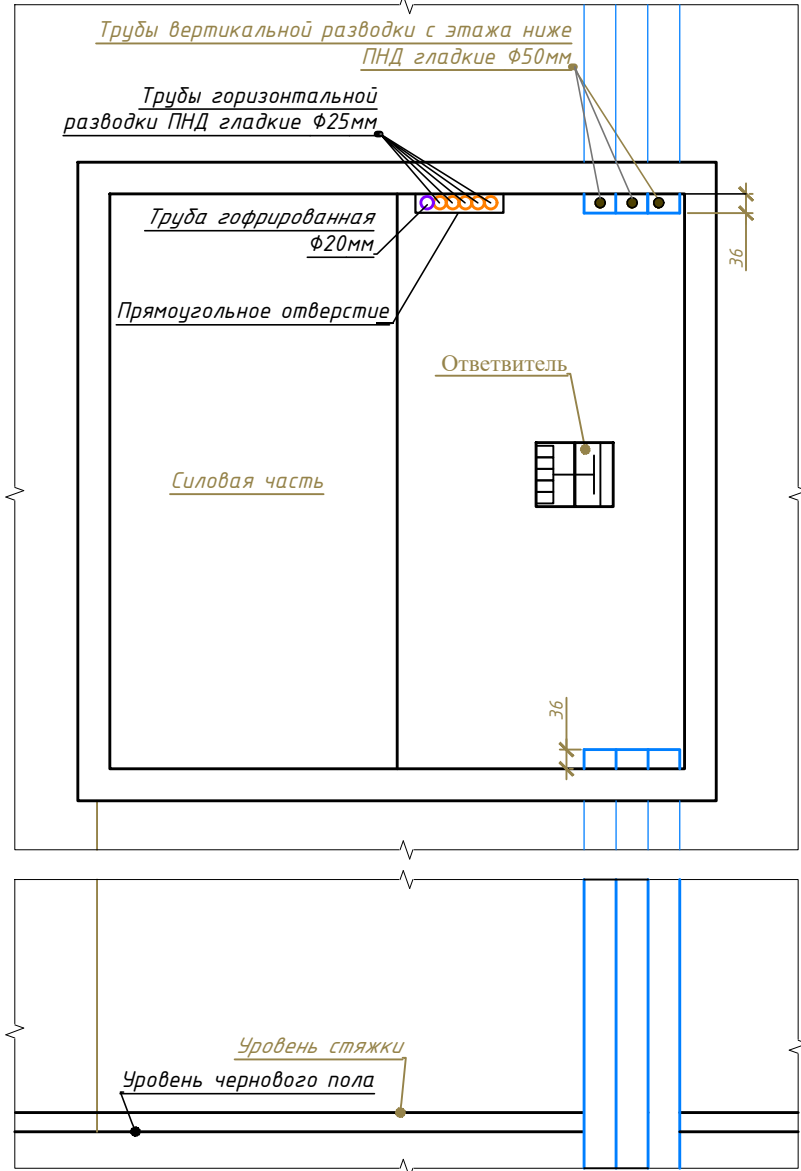 Трубы вертикальной разводки с этажа ниже
ПНД гладкие Ф50мм
Трубы горизонтальной
разводки ПНД гладкие Ф25мм
Труба гофрированная
Ф20мм
36
Прямоугольное отверстие
Ответвитель
Силовая часть
36
Уровень стяжки
Уровень чернового пола